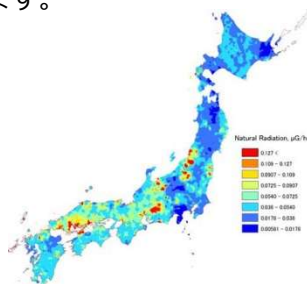 す。
Natural Radiation, μG/h
0.127 <
0.109 - 0.127
0.0907 - 0.109
0.0725 - 0.0907
0.0540 - 0.0725
0.036 - 0.0540
0.0176 - 0.036
0.00581 - 0.0176